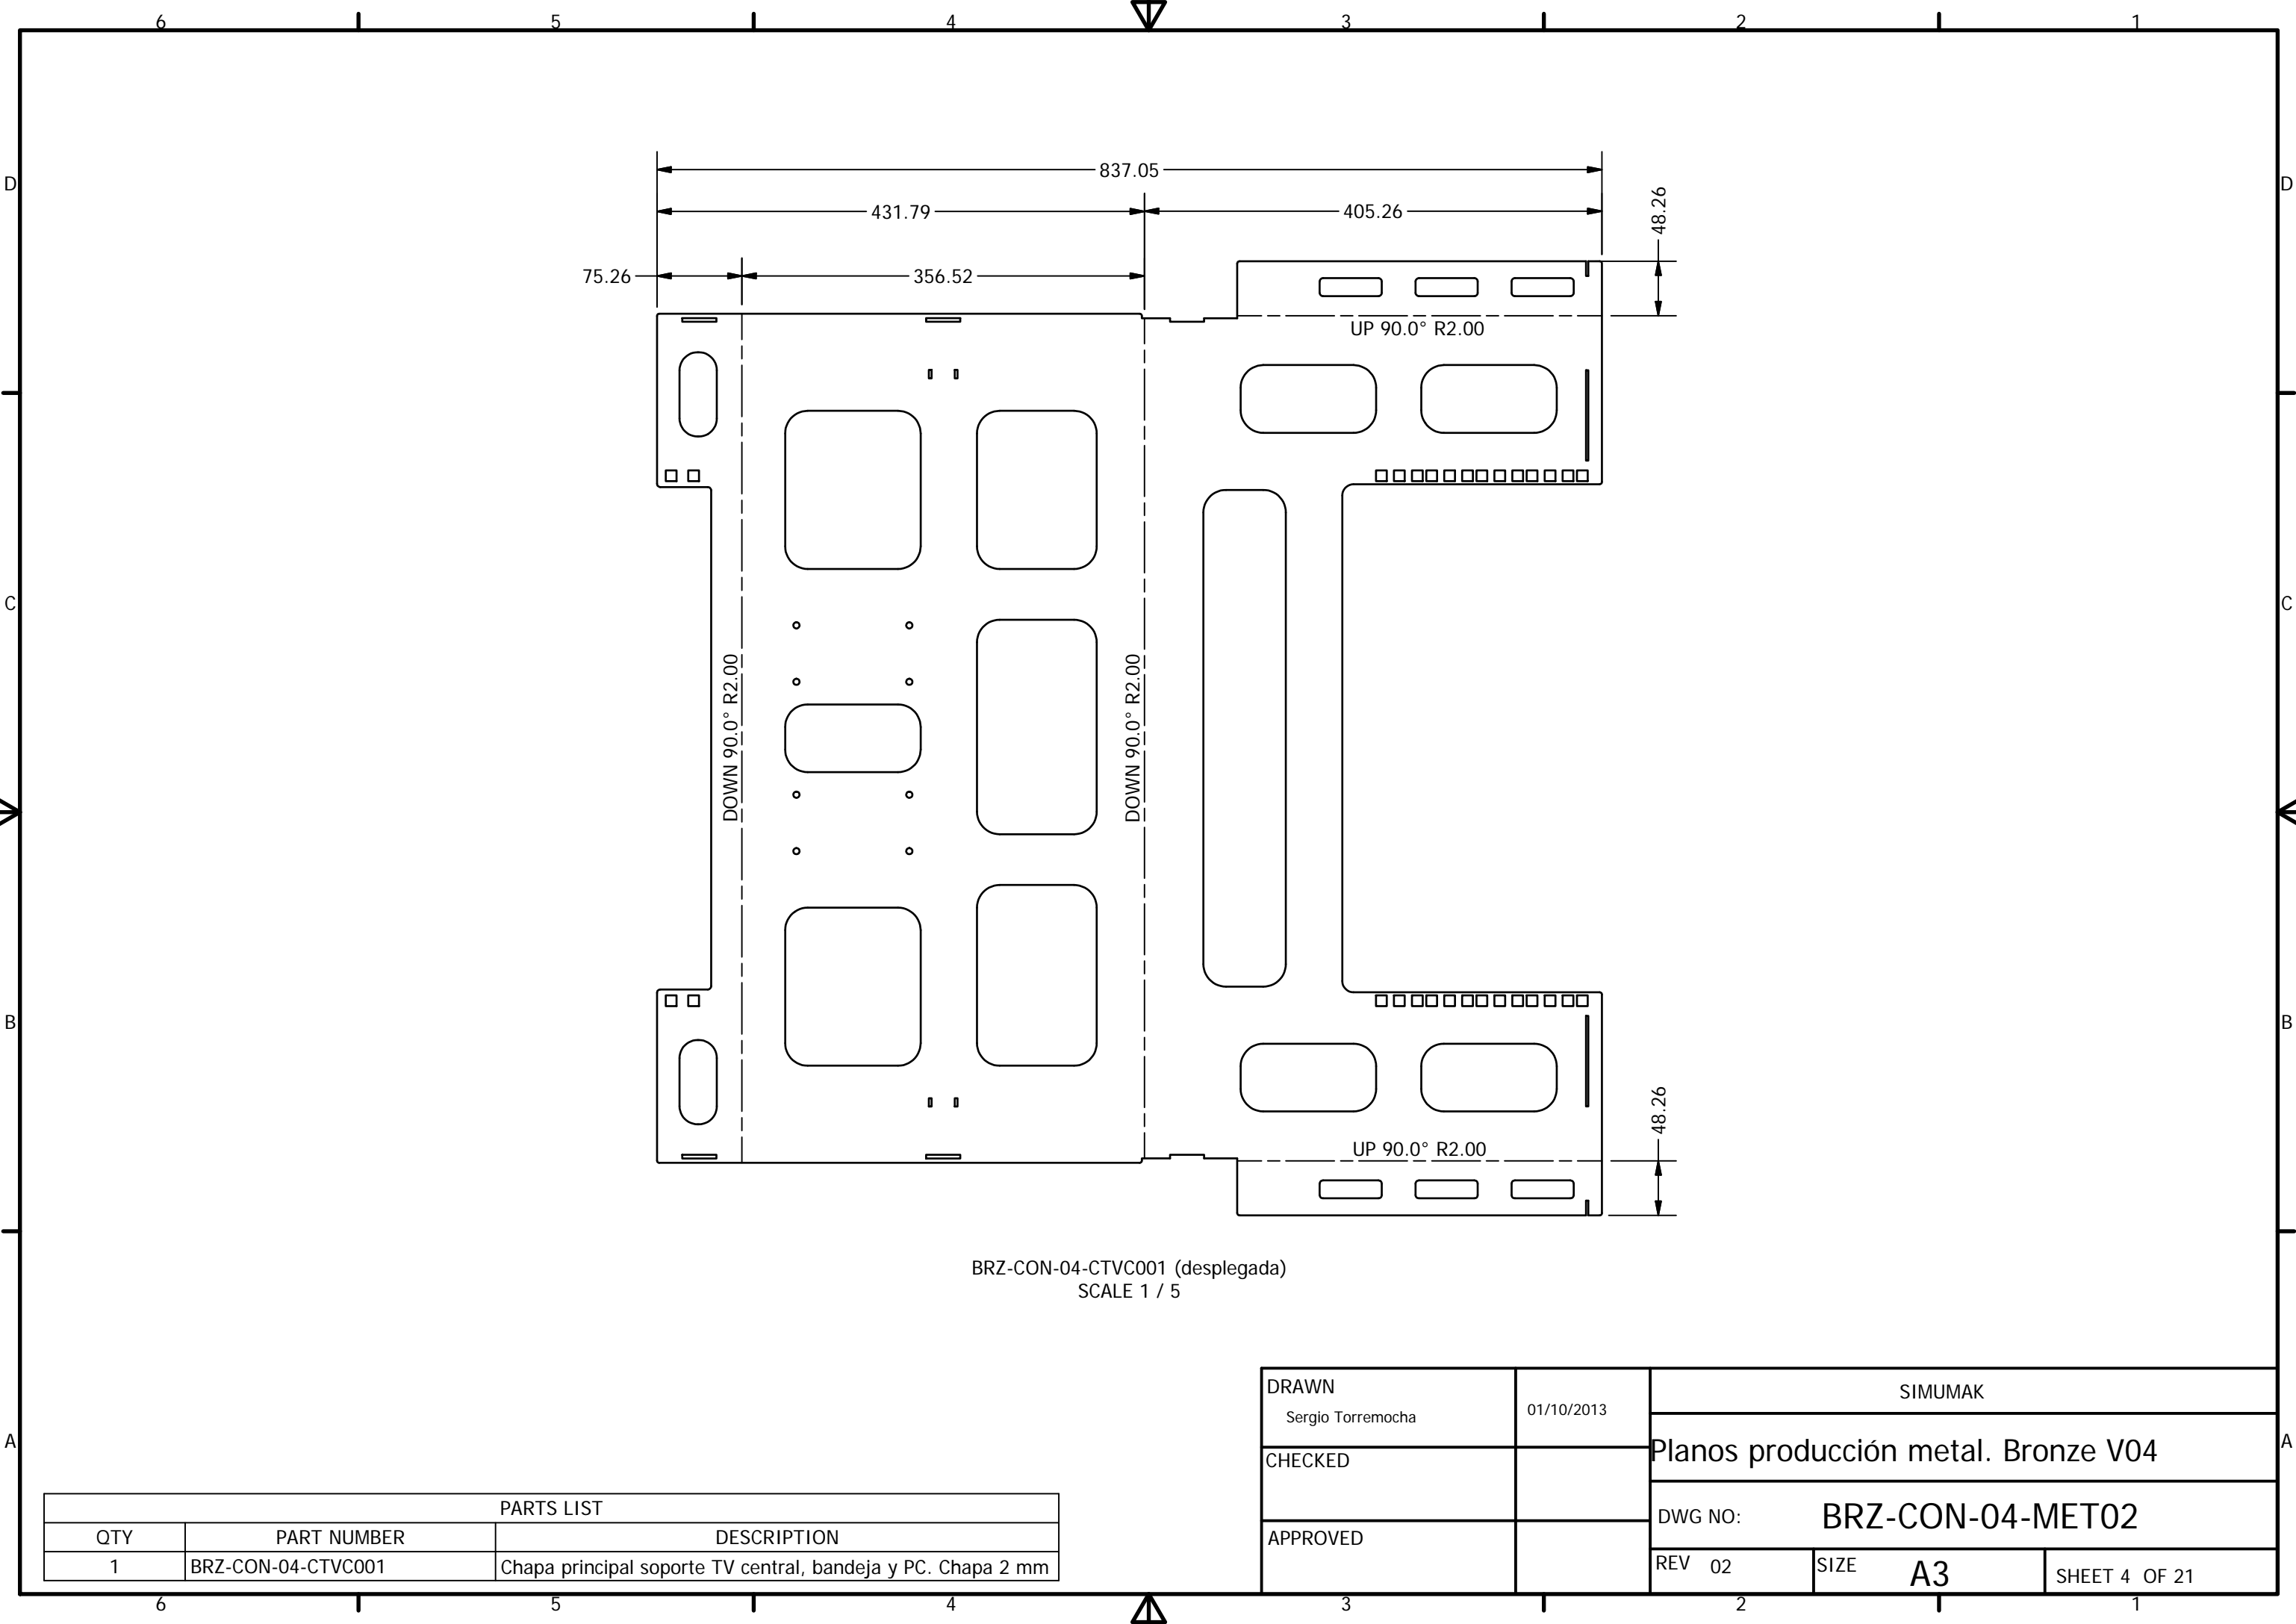 6 5 4 3 2 1
D D
C C
B B
A A
837.05
431.79
405.26
75.26
356.52
48.26
UP 90.0° R2.00
DOWN 90.0° R2.00
DOWN 90.0° R2.00
UP 90.0° R2.00
48.26
BRZ-CON-04-CTVC001 (desplegada)
SCALE 1 / 5
PARTS LIST
QTY PART NUMBER DESCRIPTION
1 BRZ-CON-04-CTVC001 Chapa principal soporte TV central, bandeja y PC. Chapa 2 mm
DRAWN
Sergio Torremocha
01/10/2013
CHECKED
APPROVED
SIMUMAK
Planos producción metal. Bronze V04
DWG NO: BRZ-CON-04-MET02
REV 02
SIZE A3
SHEET 4 OF 21
6 5 4 3 2 1